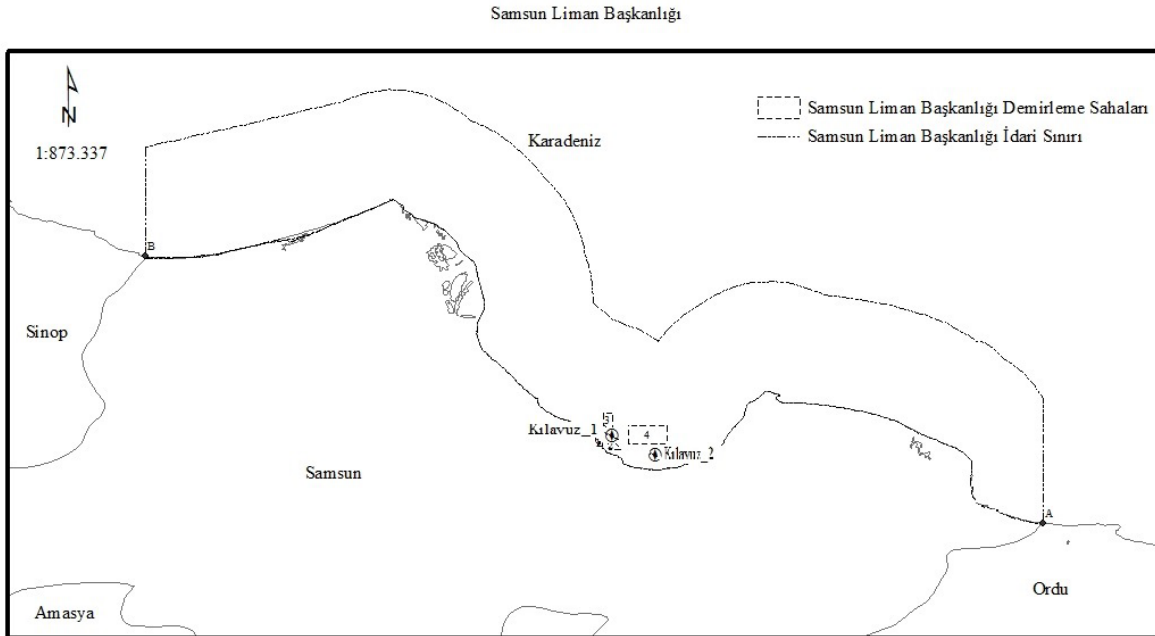 Samsun Liman Başkanlığı
N
1:873.337
Karadeniz
Samsun Liman Başkanlığı Demirleme Sahaları
Samsun Liman Başkanlığı İdari Sınırı
B
Sinop
Kılavuz_1
4
Kılavuz_2
Samsun
A
Amasya
Ordu